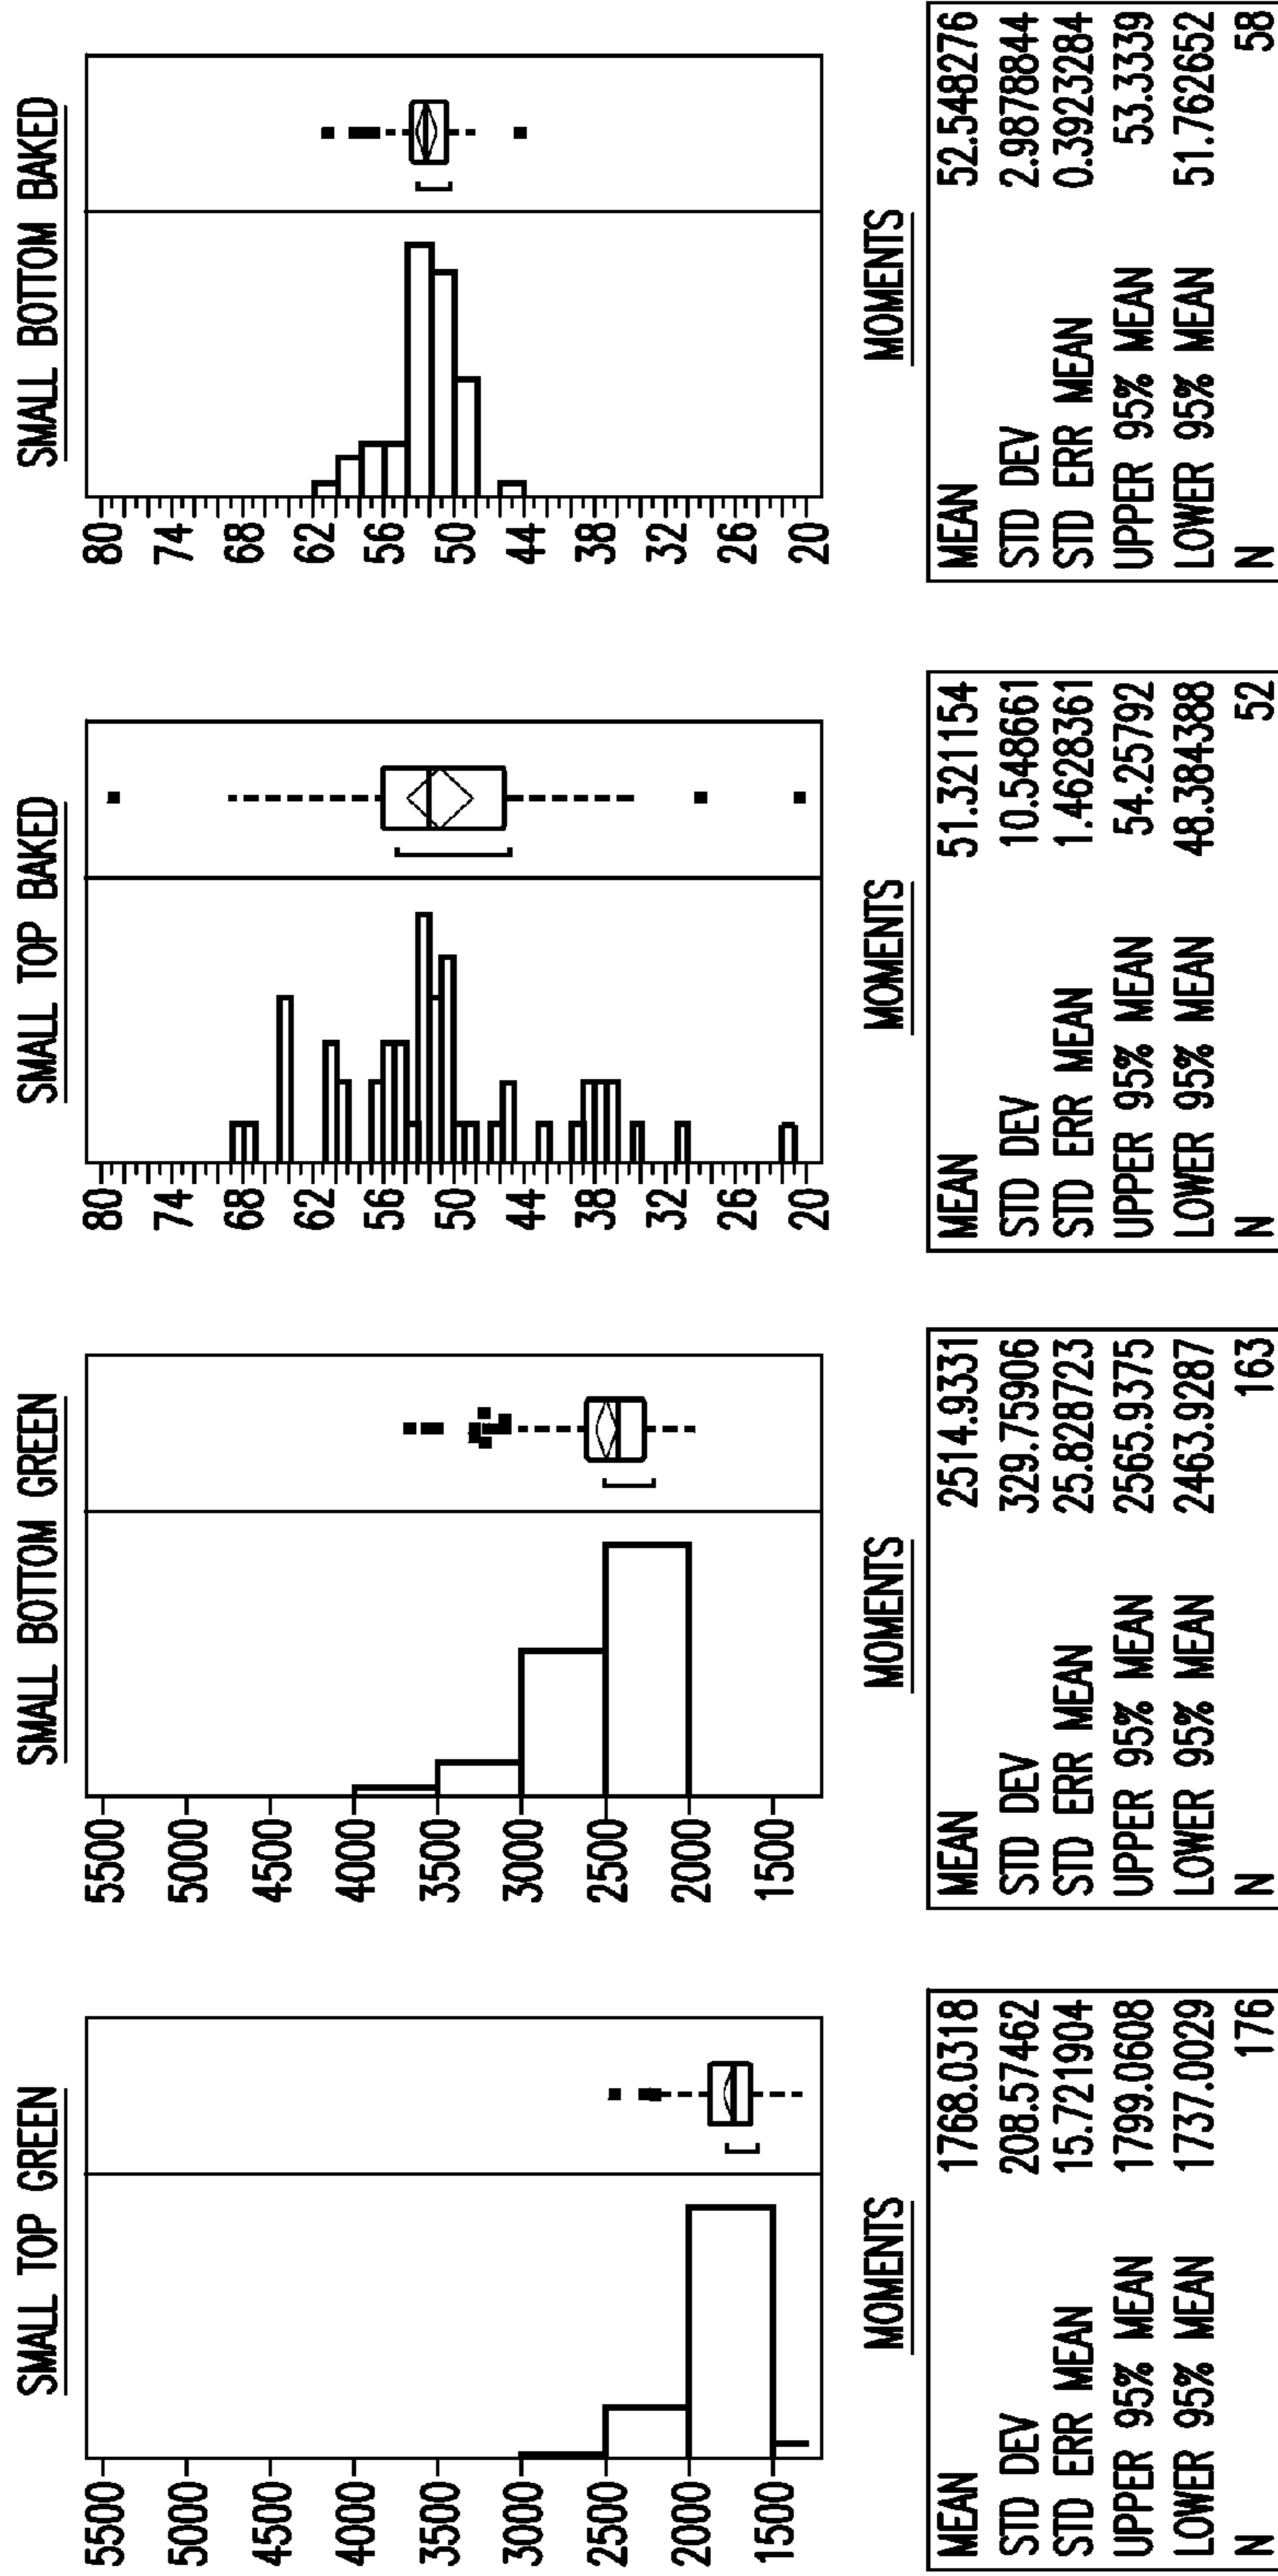 SMALL TOP GREEN
5500
5000
4500
4000
3500
3000
2500
2000
1500
MOMENTS
MEAN 1768.0318
STD DEV 208.57462
STD ERR MEAN 15.721904
UPPER 95% MEAN 1799.0608
LOWER 95% MEAN 1737.0029
N 176
SMALL BOTTOM GREEN
5500
5000
4500
4000
3500
3000
2500
2000
1500
MOMENTS
MEAN 2514.9331
STD DEV 329.75906
STD ERR MEAN 25.828723
UPPER 95% MEAN 2565.9375
LOWER 95% MEAN 2463.9287
N 163
SMALL TOP BAKED
80
74
68
62
56
50
44
38
32
26
20
MOMENTS
MEAN 51.321154
STD DEV 10.548661
STD ERR MEAN 1.4628361
UPPER 95% MEAN 54.25792
LOWER 95% MEAN 48.384388
N 52
SMALL BOTTOM BAKED
80
74
68
62
56
50
44
38
32
26
20
MOMENTS
MEAN 52.548276
STD DEV 2.9878844
STD ERR MEAN 0.3923284
UPPER 95% MEAN 53.3339
LOWER 95% MEAN 51.762652
N 58